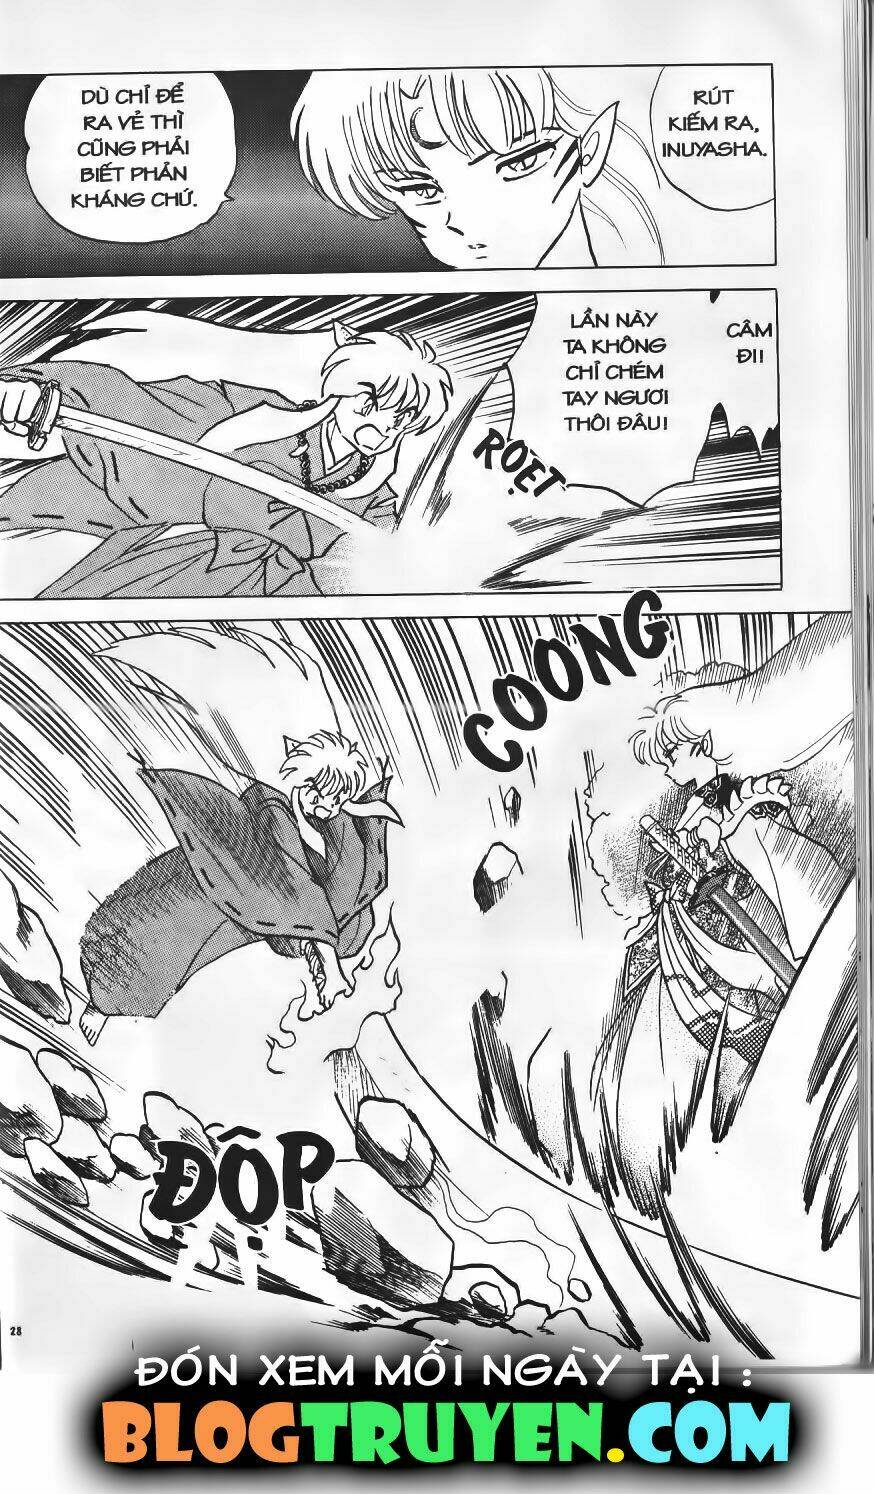 RÚT
KIẾM RA,
INUYASHA.
DÙ CHỈ ĐỂ
RA VẺ THÌ
CŨNG PHẢI
BIẾT PHẢN
KHÁNG CHỨ.
CÂM
ĐI!
LẦN NÀY
TA KHÔNG
CHỈ CHÉM
TAY NGƯƠI
THÔI ĐÂU!
ROẸT
COONG
ĐỘP
28
ĐÓN XEM MỖI NGÀY TẠI :
BLOGTRUYEN.COM